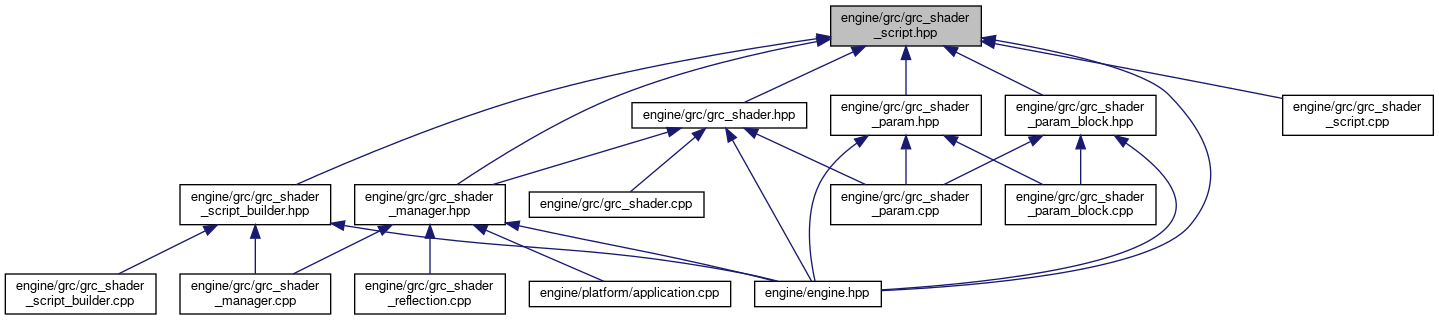 engine/grc/grc_shader
_script.hpp
engine/grc/grc_shader.hpp
engine/grc/grc_shader
_param.hpp
engine/grc/grc_shader
_param_block.hpp
engine/grc/grc_shader
_script.cpp
engine/grc/grc_shader
_script_builder.hpp
engine/grc/grc_shader
_manager.hpp
engine/grc/grc_shader.cpp
engine/grc/grc_shader
_param.cpp
engine/grc/grc_shader
_param_block.cpp
engine/grc/grc_shader
_script_builder.cpp
engine/grc/grc_shader
_manager.cpp
engine/grc/grc_shader
_reflection.cpp
engine/platform/application.cpp
engine/engine.hpp